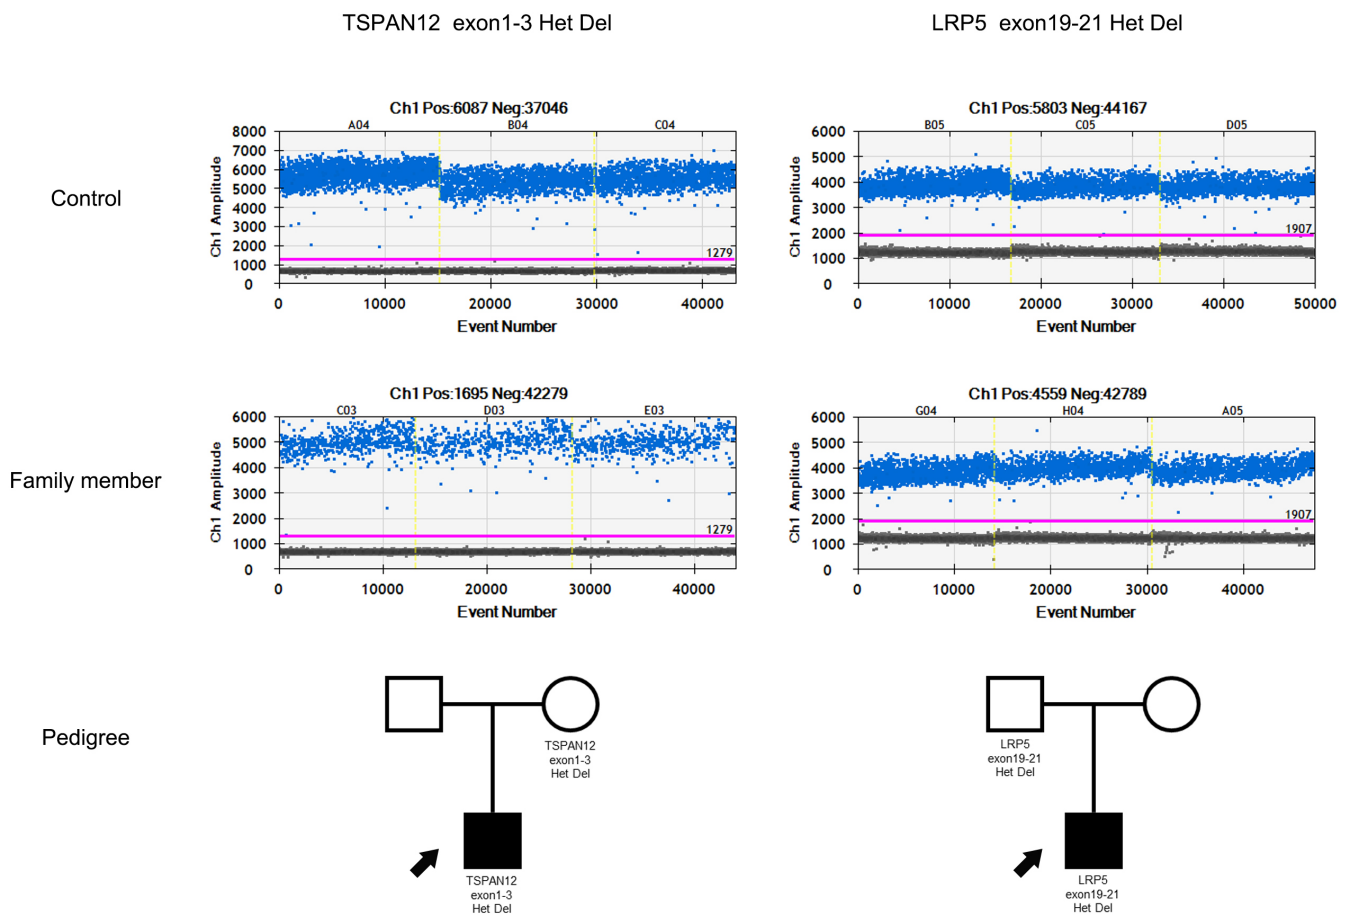 TSPAN12  exon1-3 Het Del
LRP5  exon19-21 Het Del
Control
Ch1 Pos:6087 Neg:37046
A04 B04 C04
Ch1 Amplitude
8000
7000
6000
5000
4000
3000
2000
1000
0
1279
0 10000 20000 30000 40000
Event Number
Ch1 Pos:5803 Neg:44167
B05 C05 D05
Ch1 Amplitude
6000
5000
4000
3000
2000
1000
0
1907
0 10000 20000 30000 40000 50000
Event Number
Family member
Ch1 Pos:1695 Neg:42279
C03 D03 E03
Ch1 Amplitude
6000
5000
4000
3000
2000
1000
0
1279
0 10000 20000 30000 40000
Event Number
Ch1 Pos:4559 Neg:42789
G04 H04 A05
Ch1 Amplitude
6000
5000
4000
3000
2000
1000
0
1907
0 10000 20000 30000 40000
Event Number
Pedigree
TSPAN12
exon1-3
Het Del
TSPAN12
exon1-3
Het Del
LRP5
exon19-21
Het Del
LRP5
exon19-21
Het Del